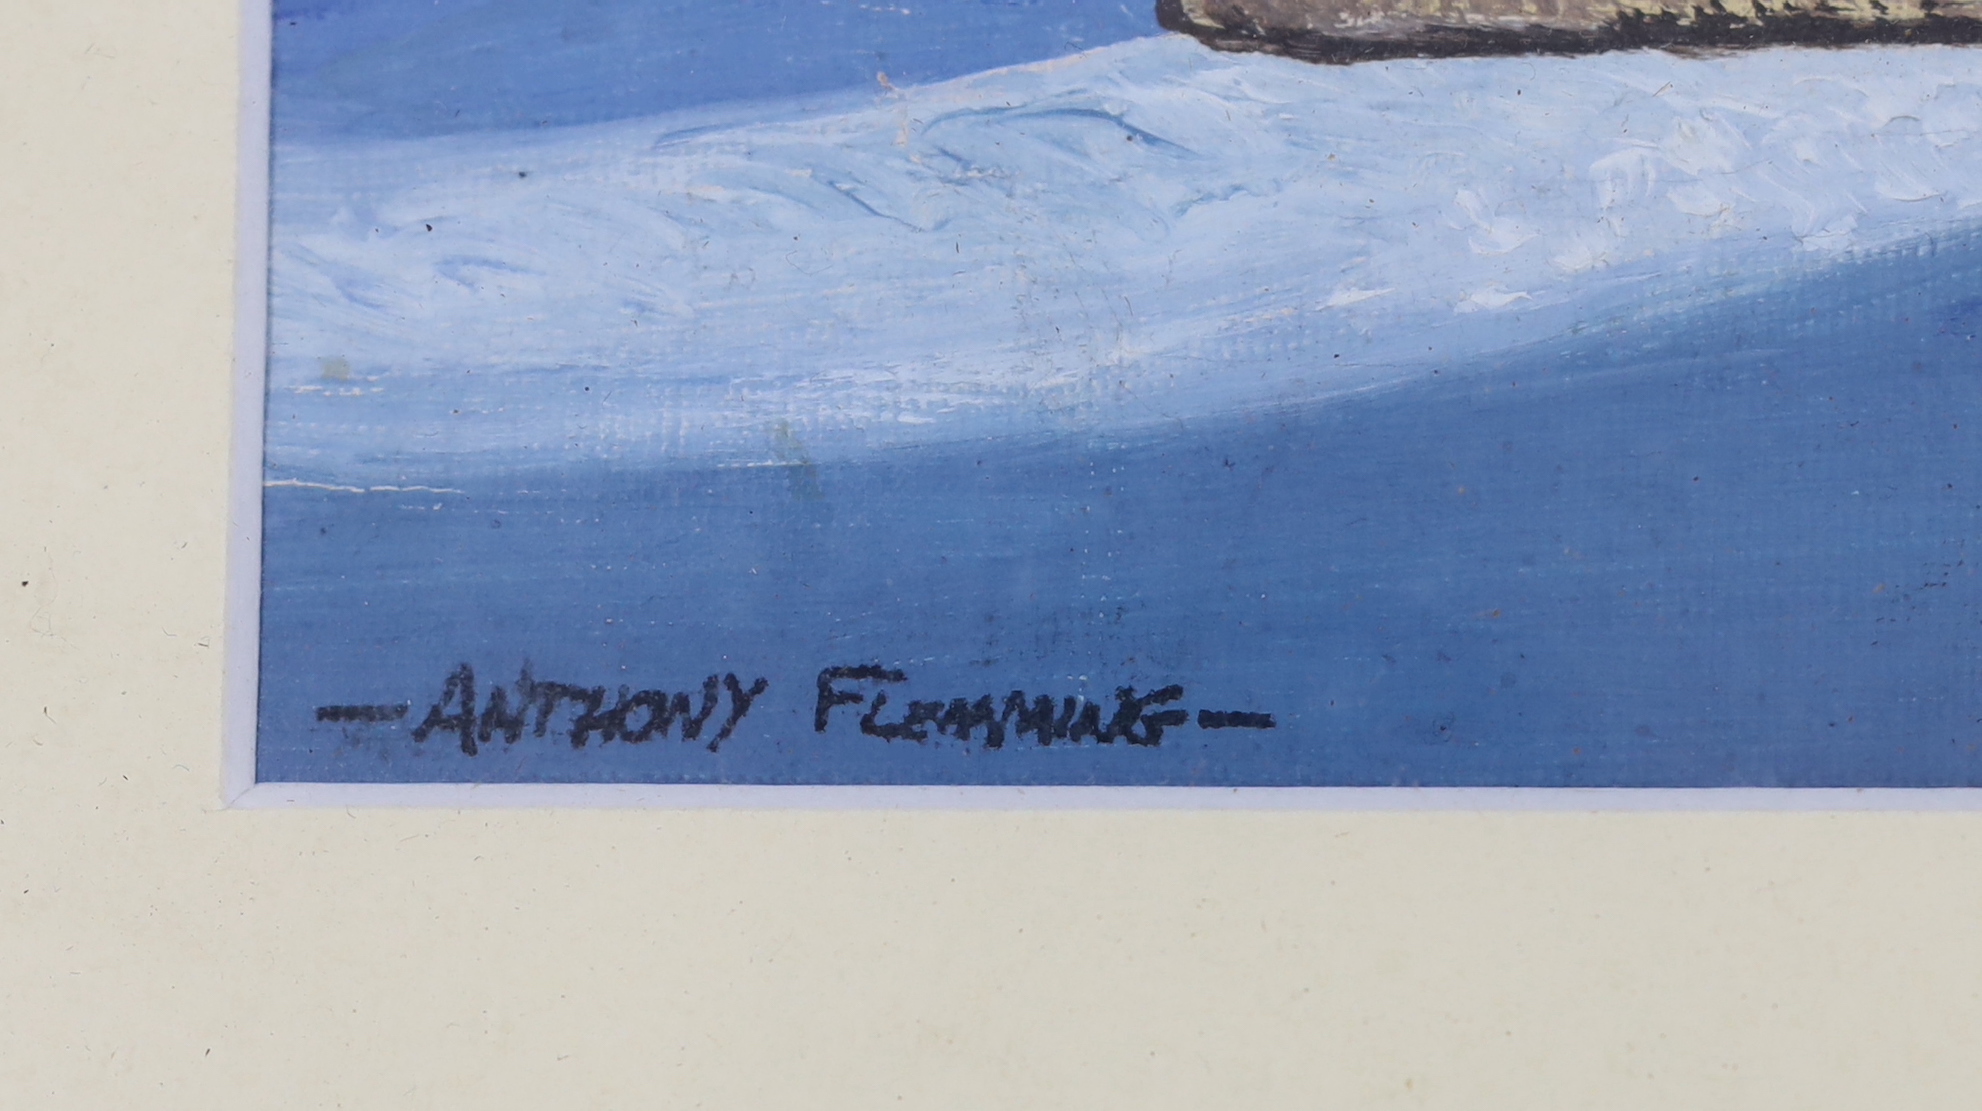 — ANTHONY FLEMMING —